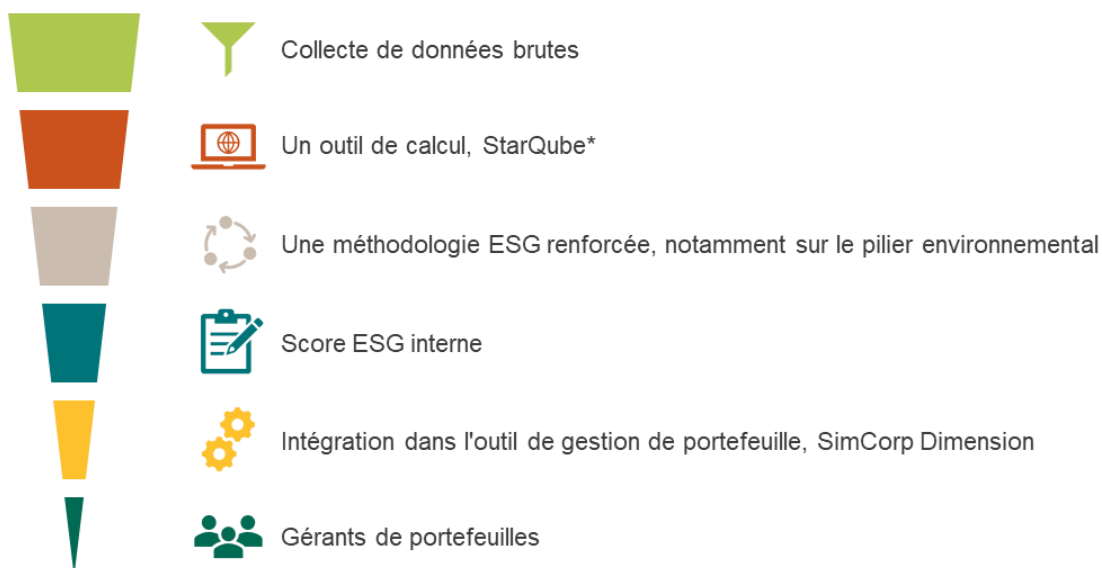 Collecte de données brutes
Un outil de calcul, StarQube*
Une méthodologie ESG renforcée, notamment sur le pilier environnemental
Score ESG interne
Intégration dans l'outil de gestion de portefeuille, SimCorp Dimension
Gérants de portefeuilles